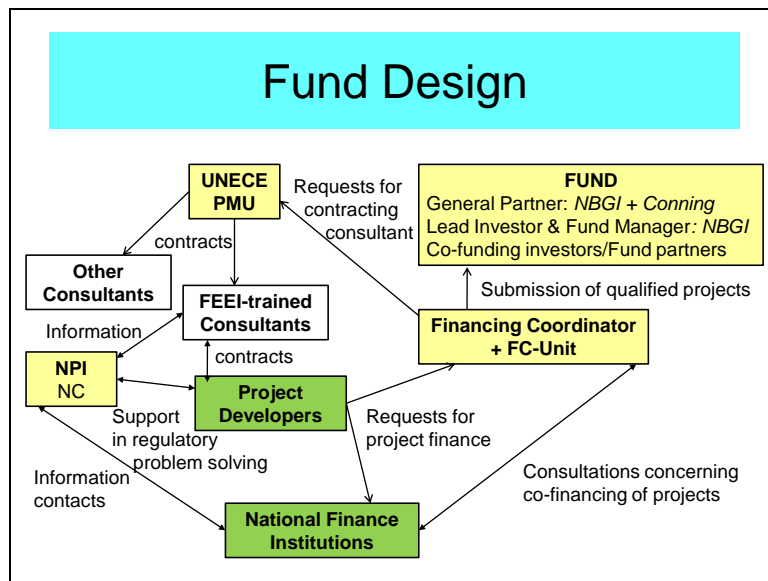 Fund Design
UNECE
PMU
Requests for
contracting
consultant
FUND
General Partner: NBGI + Conning
Lead Investor & Fund Manager: NBGI
Co-funding investors/Fund partners
contracts
Other
Consultants
FEEI-trained
Consultants
Submission of qualified projects
Information
Financing Coordinator
+ FC-Unit
contracts
NPI
NC
Project
Developers
Support
in regulatory
problem solving
Requests for
project finance
Information
contacts
Consultations concerning
co-financing of projects
National Finance
Institutions